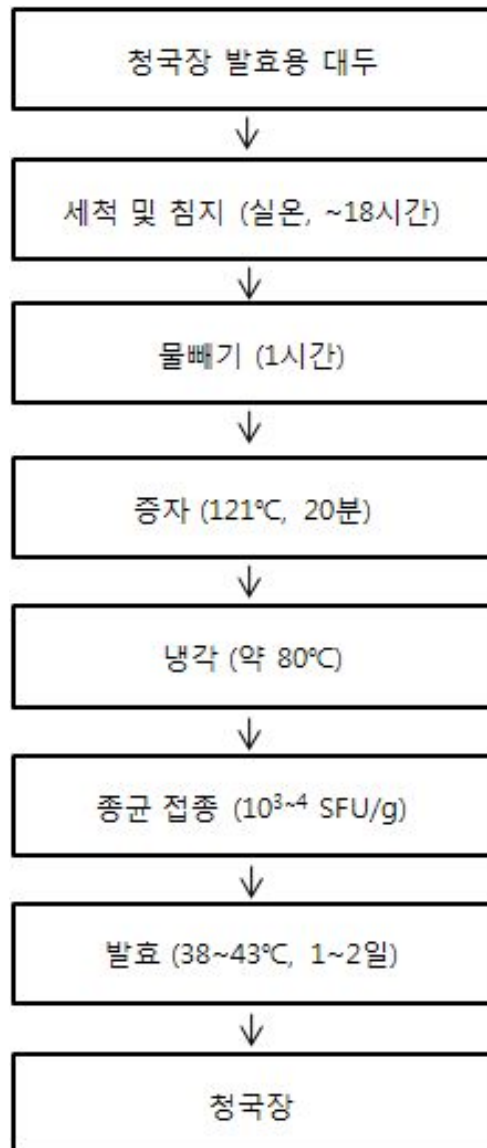 청국장 발효용 대두
↓
세척 및 침지 (실온, ~18시간)
↓
물빼기 (1시간)
↓
증자 (121℃, 20분)
↓
냉각 (약 80℃)
↓
종균 접종 (10³~⁴ SFU/g)
↓
발효 (38~43℃, 1~2일)
↓
청국장